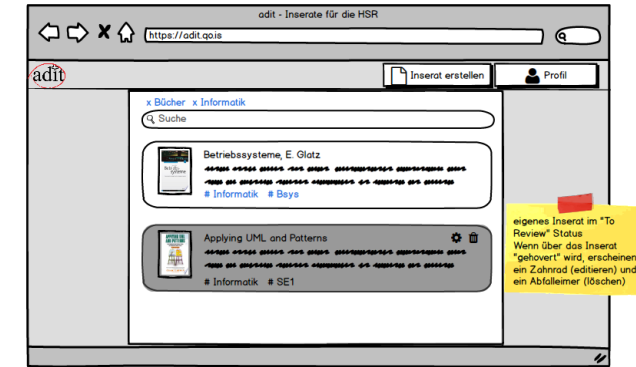 adit - Inserate für die HSR
https://adit.qo.is
adit
Inserat erstellen
Profil
x Bücher x Informatik
Suche
Betriebssysteme, E. Glatz
# Informatik # Bsys
Applying UML and Patterns
# Informatik # SE1
eigenes Inserat im "To
Review" Status
Wenn über das Inserat
"gehovert" wird, erscheinen
ein Zahnrad (editieren) und
ein Abfalleimer (löschen)